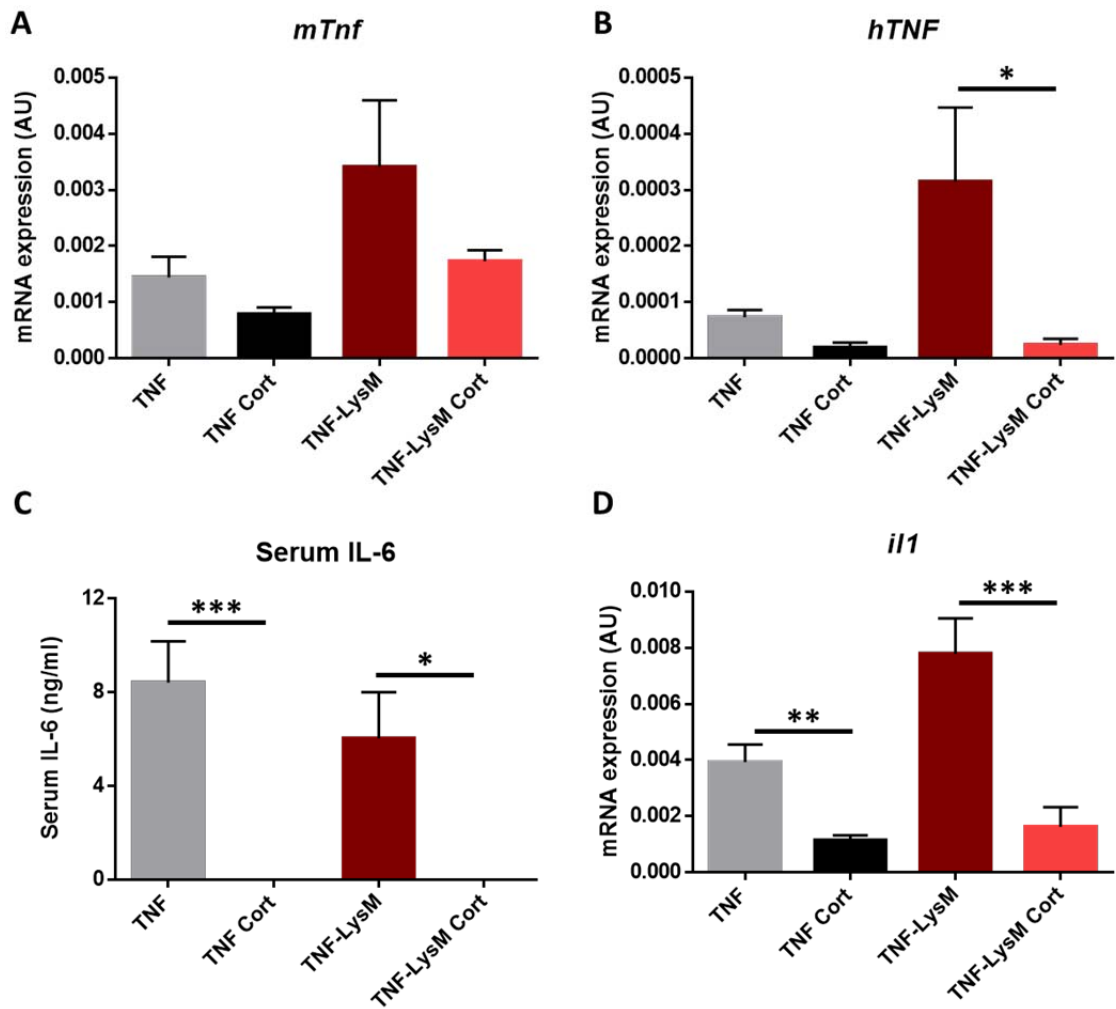 A
mTnf
mRNA expression (AU)
0.005
0.004
0.003
0.002
0.001
0.000
TNF
TNF Cort
TNF-LysM
TNF-LysM Cort
B
hTNF
mRNA expression (AU)
0.0005
0.0004
0.0003
0.0002
0.0001
0.0000
*
TNF
TNF Cort
TNF-LysM
TNF-LysM Cort
C
Serum IL-6
Serum IL-6 (ng/ml)
12
8
4
0
***
*
TNF
TNF Cort
TNF-LysM
TNF-LysM Cort
D
il1
mRNA expression (AU)
0.010
0.008
0.006
0.004
0.002
0.000
**
***
TNF
TNF Cort
TNF-LysM
TNF-LysM Cort